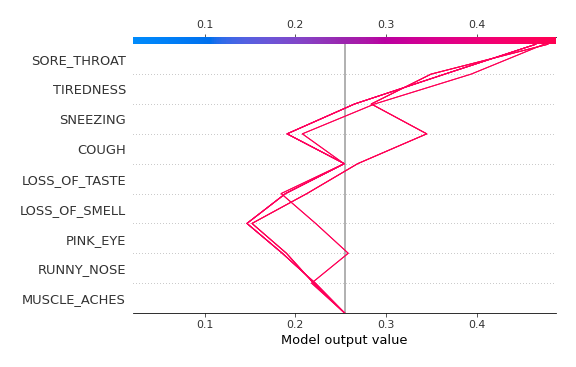 0.1 0.2 0.3 0.4
SORE_THROAT
TIREDNESS
SNEEZING
COUGH
LOSS_OF_TASTE
LOSS_OF_SMELL
PINK_EYE
RUNNY_NOSE
MUSCLE_ACHES
0.1 0.2 0.3 0.4
Model output value